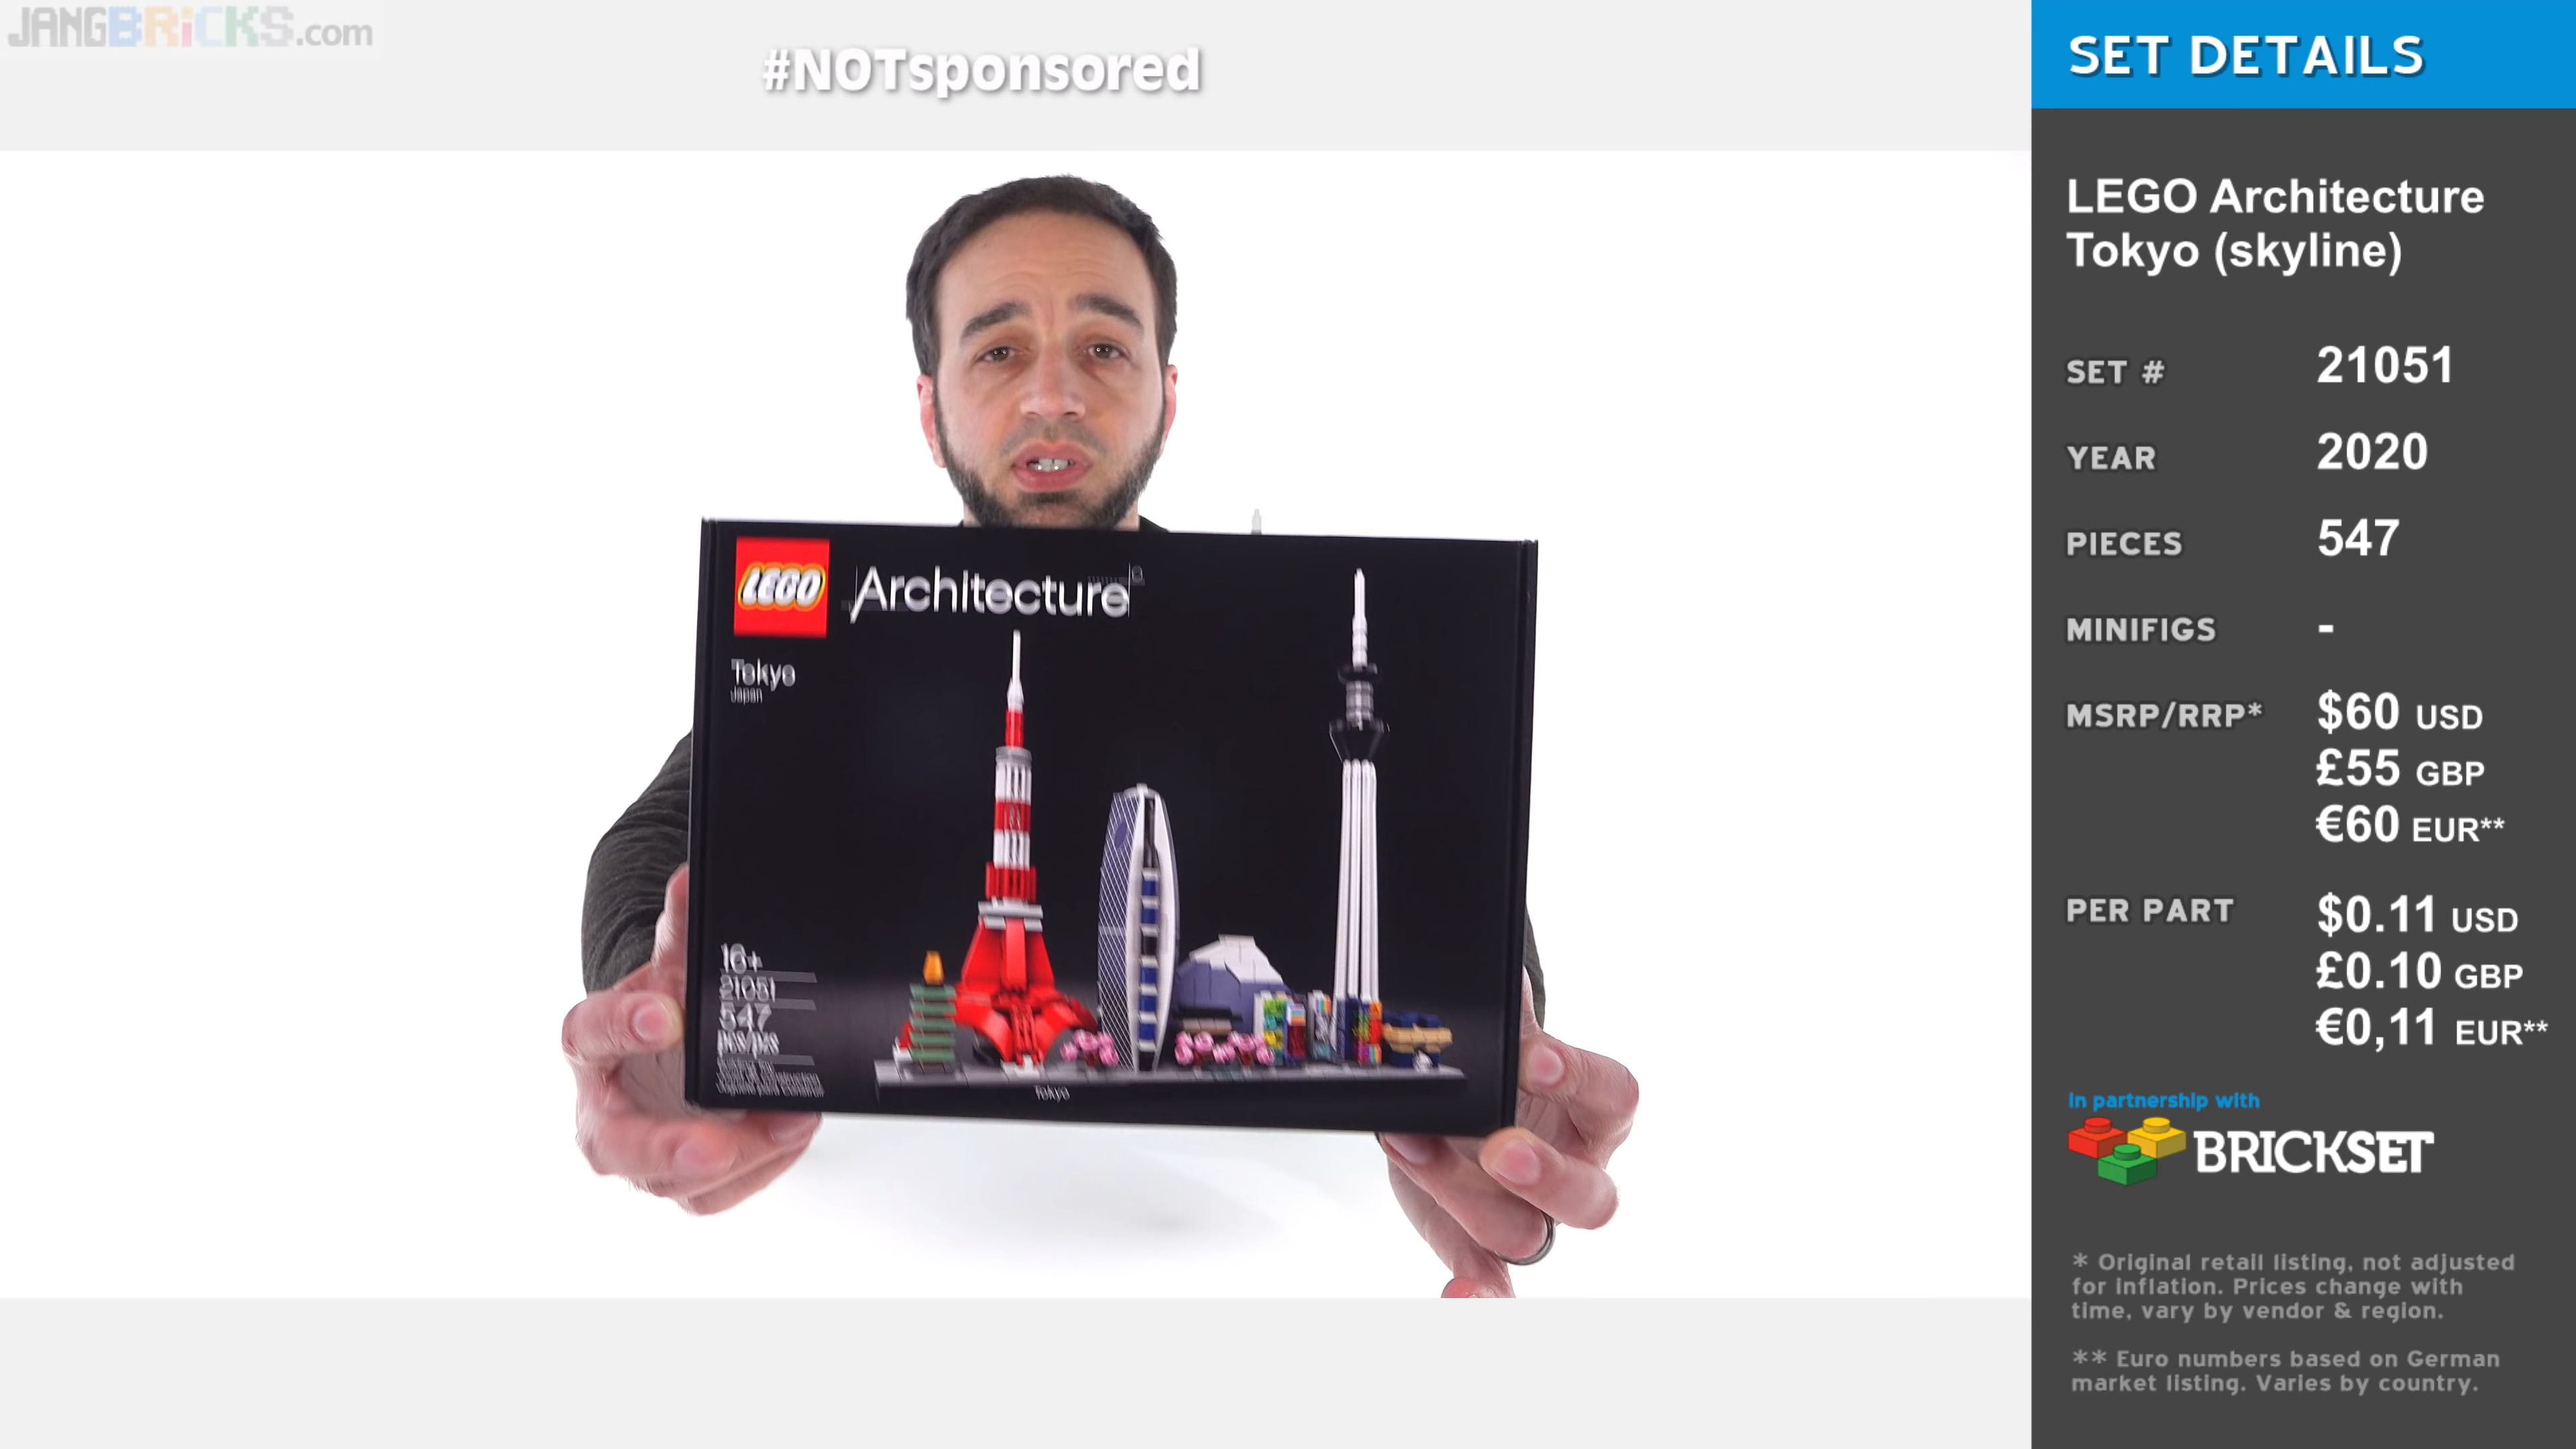 JANGBRiCKS.com
#NOTsponsored
LEGO Architecture
Tokyo
Japan
16+
21051
547
pcs/pzs
Tokyo
SET DETAILS
LEGO Architecture
Tokyo (skyline)
SET # 21051
YEAR 2020
PIECES 547
MINIFIGS -
MSRP/RRP* $60 USD
£55 GBP
€60 EUR**
PER PART $0.11 USD
£0.10 GBP
€0,11 EUR**
In partnership with
BRICKSET
* Original retail listing, not adjusted
for inflation. Prices change with
time, vary by vendor & region.
** Euro numbers based on German
market listing. Varies by country.